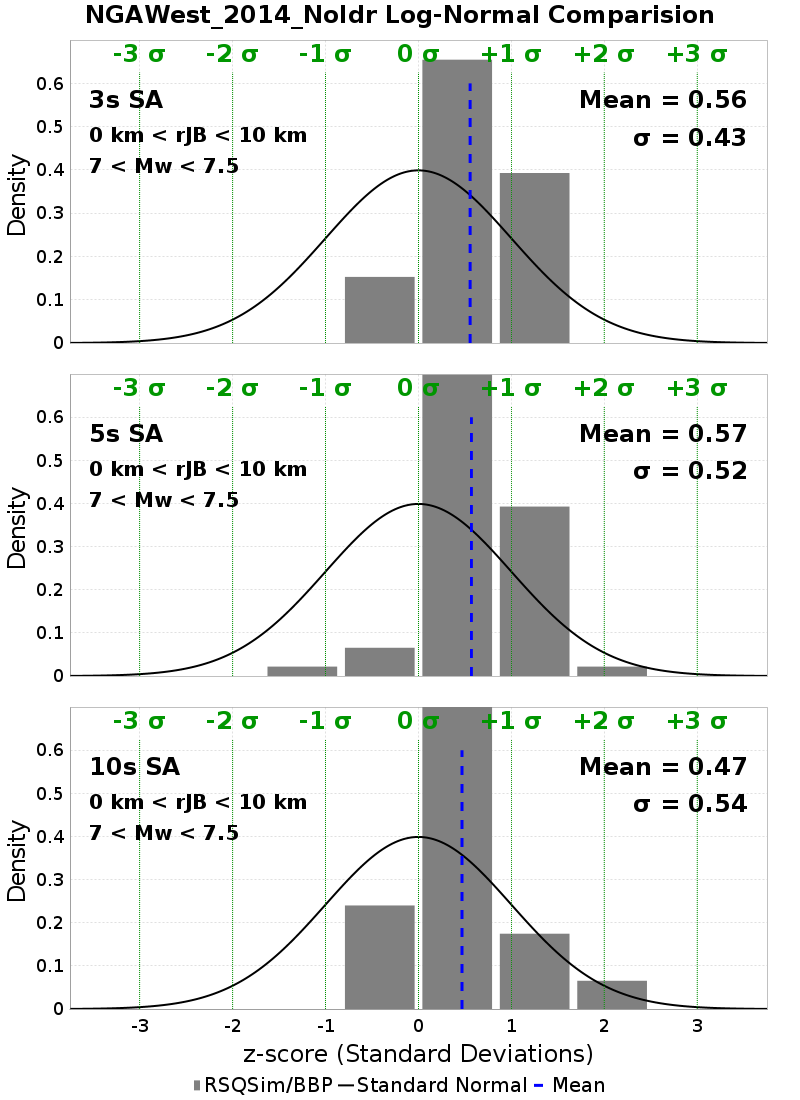 NGAWest_2014_NoIdr Log-Normal Comparision
-3 σ -2 σ -1 σ 0 σ +1 σ +2 σ +3 σ
0.6
3s SA
Mean = 0.56
0.5
0 km < rJB < 10 km
σ = 0.43
0.4
7 < Mw < 7.5
Density
0.3
0.2
0.1
0
-3 σ -2 σ -1 σ 0 σ +1 σ +2 σ +3 σ
0.6
5s SA
Mean = 0.57
0.5
0 km < rJB < 10 km
σ = 0.52
0.4
7 < Mw < 7.5
Density
0.3
0.2
0.1
0
-3 σ -2 σ -1 σ 0 σ +1 σ +2 σ +3 σ
0.6
10s SA
Mean = 0.47
0.5
0 km < rJB < 10 km
σ = 0.54
0.4
7 < Mw < 7.5
Density
0.3
0.2
0.1
0
-3 -2 -1 0 1 2 3
z-score (Standard Deviations)
RSQSim/BBP Standard Normal Mean